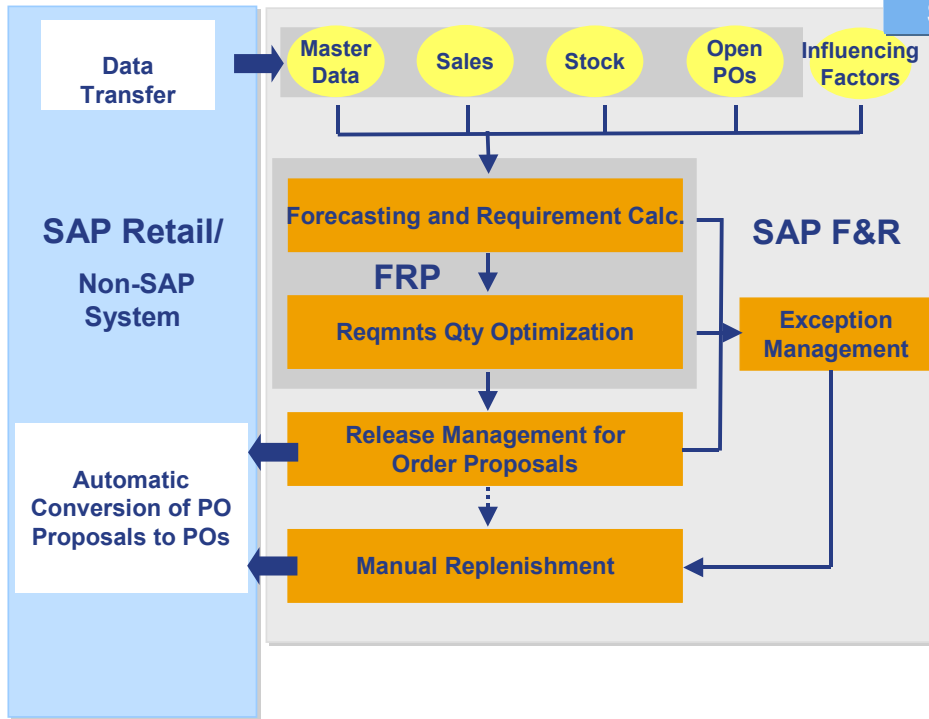 Data
Transfer
Master
Data
Sales
Stock
Open
POs
Influencing
Factors
Forecasting and Requirement Calc.
SAP Retail/
Non-SAP
System
SAP F&R
FRP
Reqmnts Qty Optimization
Exception
Management
Release Management for
Order Proposals
Automatic
Conversion of PO
Proposals to POs
Manual Replenishment